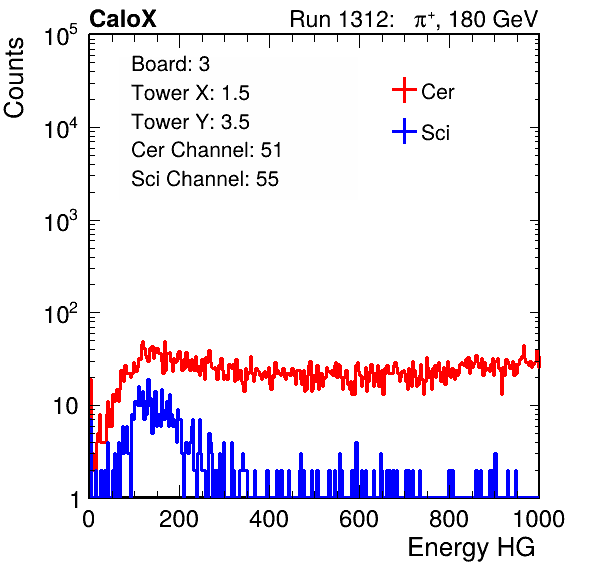 CaloX Run 1312: π⁺, 180 GeV
Board: 3
Tower X: 1.5
Tower Y: 3.5
Cer Channel: 51
Sci Channel: 55
Cer
Sci
Counts
10⁵
10⁴
10³
10²
10
1
0 200 400 600 800 1000
Energy HG